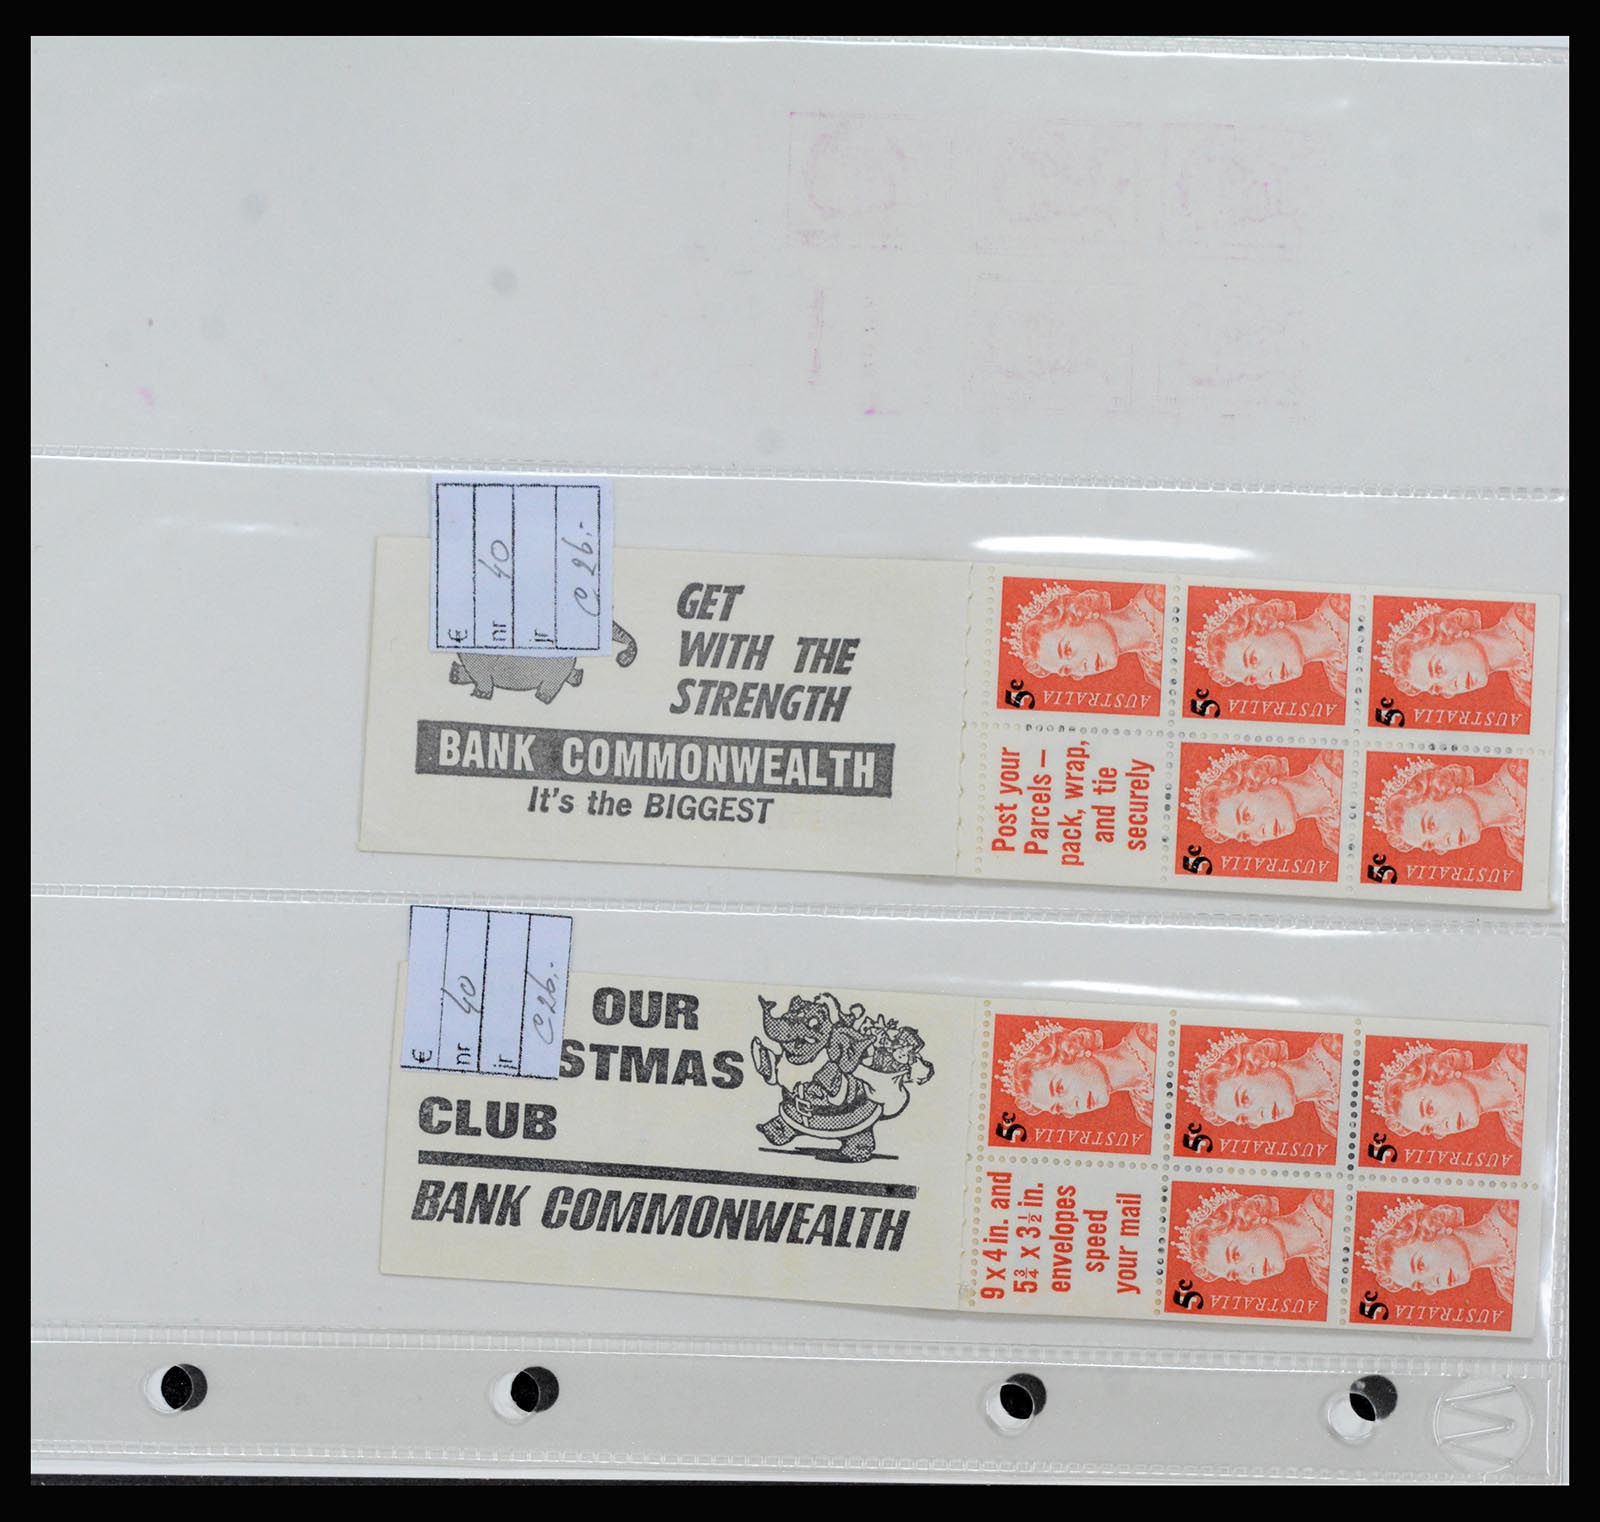 €
nr 40
jr
C 26,-
GET
WITH THE
STRENGTH
BANK COMMONWEALTH
It's the BIGGEST
5c AUSTRALIA
5c AUSTRALIA
5c AUSTRALIA
Post your
Parcels —
pack, wrap,
and tie
securely
5c AUSTRALIA
5c AUSTRALIA
€
nr 40
jr
C 26,-
OUR
STMAS
CLUB
BANK COMMONWEALTH
5c AUSTRALIA
5c AUSTRALIA
5c AUSTRALIA
9 x 4 in. and
5¾ x 3½ in.
envelopes
speed
your mail
5c AUSTRALIA
5c AUSTRALIA